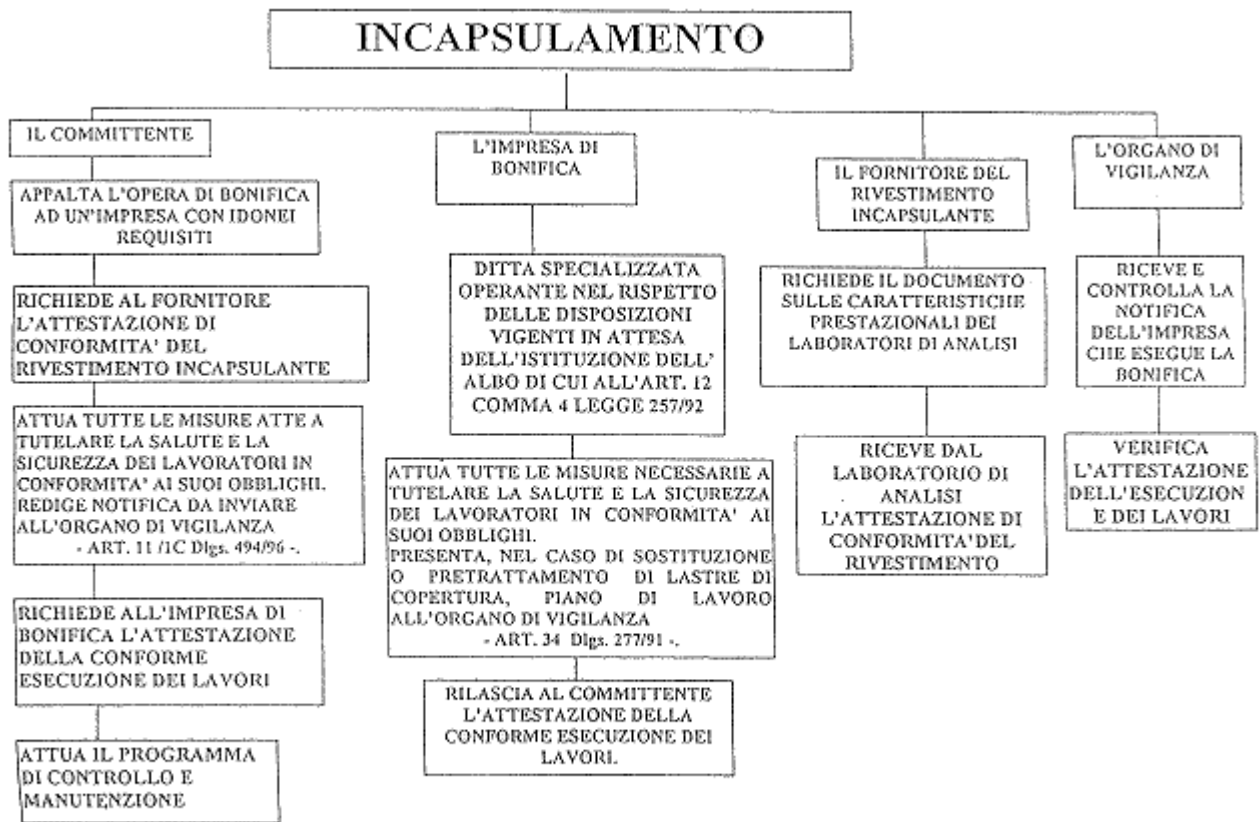 INCAPSULAMENTO
IL COMMITTENTE
APPALTA L'OPERA DI BONIFICA
AD UN'IMPRESA CON IDONEI
REQUISITI
RICHIEDE AL FORNITORE
L'ATTESTAZIONE DI
CONFORMITA' DEL
RIVESTIMENTO INCAPSULANTE
ATTUA TUTTE LE MISURE ATTE A
TUTELARE LA SALUTE E LA
SICUREZZA DEI LAVORATORI IN
CONFORMITA' AI SUOI OBBLIGHI.
REDIGE NOTIFICA DA INVIARE
ALL'ORGANO DI VIGILANZA
- ART. 11 /1C Dlgs. 494/96 -.
RICHIEDE ALL'IMPRESA DI
BONIFICA L'ATTESTAZIONE
DELLA CONFORME
ESECUZIONE DEI LAVORI
ATTUA IL PROGRAMMA
DI CONTROLLO E
MANUTENZIONE
L'IMPRESA DI
BONIFICA
DITTA SPECIALIZZATA
OPERANTE NEL RISPETTO
DELLE DISPOSIZIONI
VIGENTI IN ATTESA
DELL'ISTITUZIONE DELL'
ALBO DI CUI ALL'ART. 12
COMMA 4 LEGGE 257/92
ATTUA TUTTE LE MISURE NECESSARIE A
TUTELARE LA SALUTE E LA SICUREZZA
DEI LAVORATORI IN CONFORMITA' AI
SUOI OBBLIGHI.
PRESENTA, NEL CASO DI SOSTITUZIONE
O PRETRATTAMENTO DI LASTRE DI
COPERTURA, PIANO DI LAVORO
ALL'ORGANO DI VIGILANZA
- ART. 34 Dlgs. 277/91 -.
RILASCIA AL COMMITTENTE
L'ATTESTAZIONE DELLA
CONFORME ESECUZIONE DEI
LAVORI.
IL FORNITORE DEL
RIVESTIMENTO
INCAPSULANTE
RICHIEDE IL DOCUMENTO
SULLE CARATTERISTICHE
PRESTAZIONALI DEI
LABORATORI DI ANALISI
RICEVE DAL
LABORATORIO DI
ANALISI
L'ATTESTAZIONE DI
CONFORMITA'DEL
RIVESTIMENTO
L'ORGANO DI
VIGILANZA
RICEVE E
CONTROLLA LA
NOTIFICA
DELL'IMPRESA
CHE ESEGUE LA
BONIFICA
VERIFICA
L'ATTESTAZIONE
DELL'ESECUZION
E DEI LAVORI